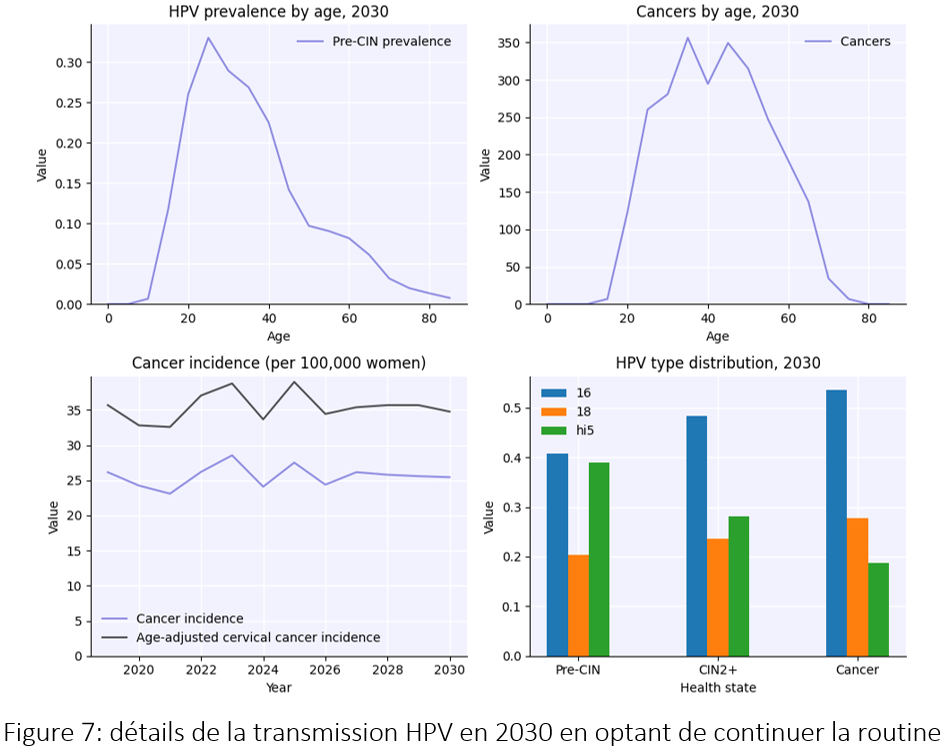 HPV prevalence by age, 2030
Pre-CIN prevalence
0.30
0.25
0.20
0.15
0.10
0.05
0.00
Value
0 20 40 60 80
Age
Cancers by age, 2030
Cancers
350
300
250
200
150
100
50
0
Value
0 20 40 60 80
Age
Cancer incidence (per 100,000 women)
35
30
25
20
15
10
5
0
Value
Cancer incidence
Age-adjusted cervical cancer incidence
2020 2022 2024 2026 2028 2030
Year
HPV type distribution, 2030
16
18
hi5
0.5
0.4
0.3
0.2
0.1
0.0
Value
Pre-CIN CIN2+ Cancer
Health state
Figure 7: détails de la transmission HPV en 2030 en optant de continuer la routine